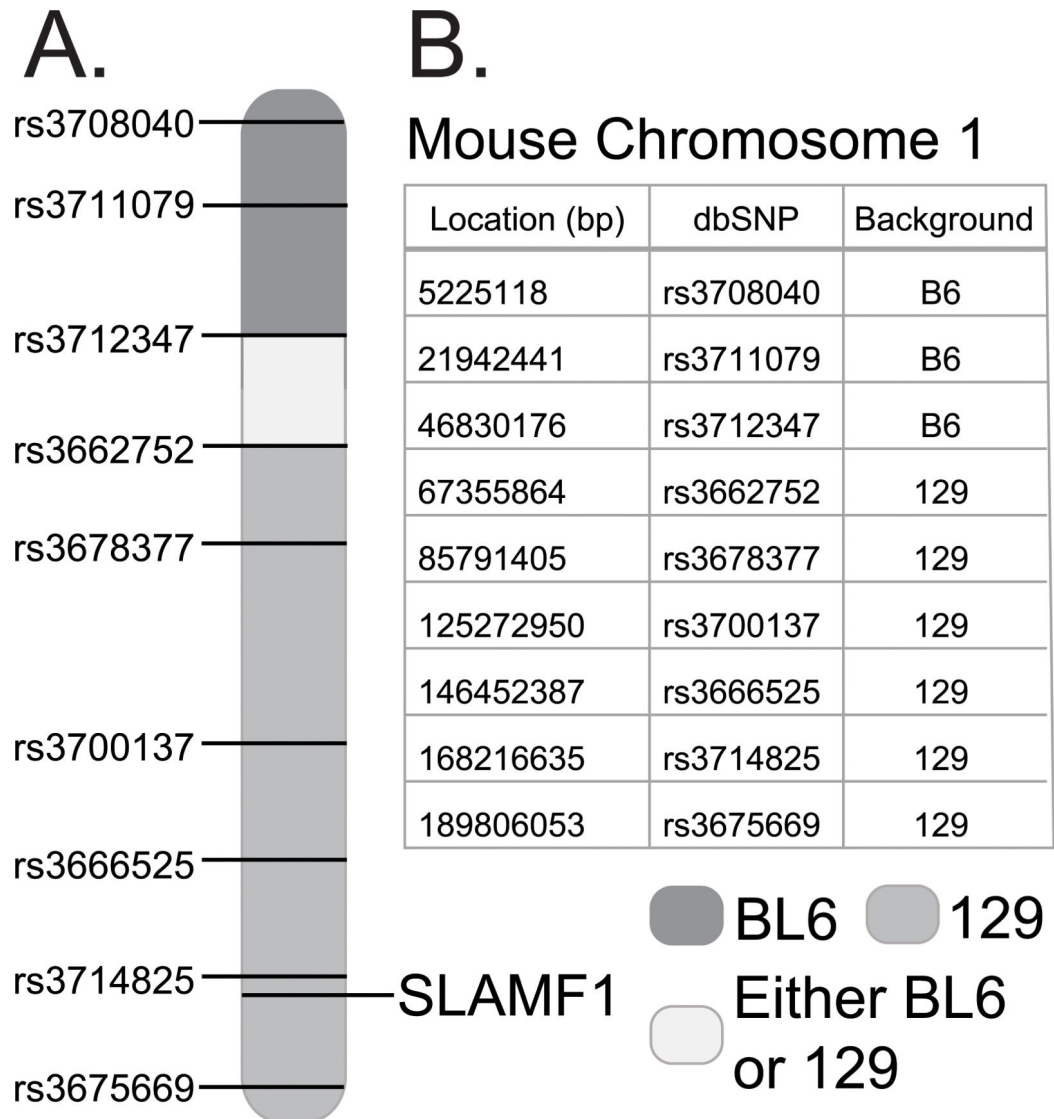 A.
rs3708040
rs3711079
rs3712347
rs3662752
rs3678377
rs3700137
rs3666525
rs3714825
SLAMF1
rs3675669
B.
Mouse Chromosome 1
Location (bp) dbSNP Background
5225118 rs3708040 B6
21942441 rs3711079 B6
46830176 rs3712347 B6
67355864 rs3662752 129
85791405 rs3678377 129
125272950 rs3700137 129
146452387 rs3666525 129
168216635 rs3714825 129
189806053 rs3675669 129
BL6 129
Either BL6
or 129